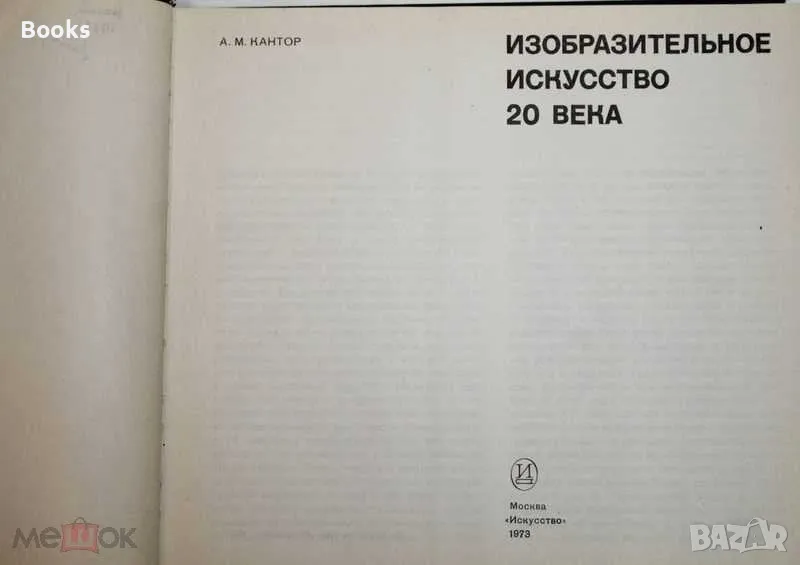 Books
А. М. КАНТОР
ИЗОБРАЗИТЕЛЬНОЕ
ИСКУССТВО
20 ВЕКА
И
Москва
«Искусство»
1973
МЕШОК
BAZAR